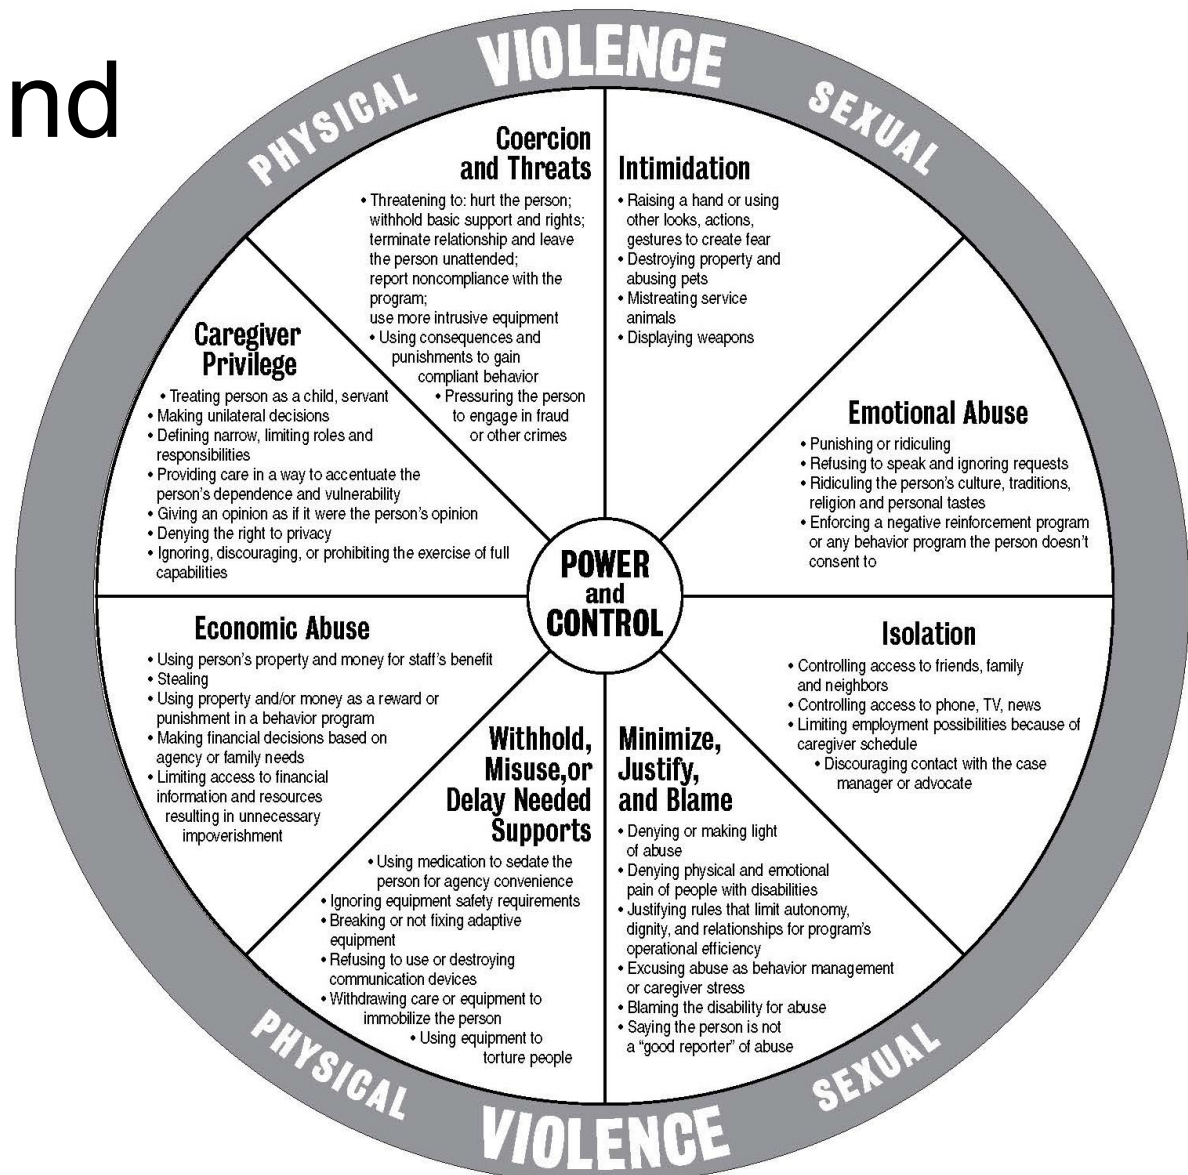 nd
PHYSICAL VIOLENCE SEXUAL
Coercion
and Threats
• Threatening to: hurt the person;
withhold basic support and rights;
terminate relationship and leave
the person unattended;
report noncompliance with the
program;
use more intrusive equipment
• Using consequences and
punishments to gain
compliant behavior
• Pressuring the person
to engage in fraud
or other crimes
Intimidation
• Raising a hand or using
other looks, actions,
gestures to create fear
• Destroying property and
abusing pets
• Mistreating service
animals
• Displaying weapons
Caregiver
Privilege
• Treating person as a child, servant
• Making unilateral decisions
• Defining narrow, limiting roles and
responsibilities
• Providing care in a way to accentuate the
person's dependence and vulnerability
• Giving an opinion as if it were the person's opinion
• Denying the right to privacy
• Ignoring, discouraging, or prohibiting the exercise of full
capabilities
Emotional Abuse
• Punishing or ridiculing
• Refusing to speak and ignoring requests
• Ridiculing the person's culture, traditions,
religion and personal tastes
• Enforcing a negative reinforcement program
or any behavior program the person doesn't
consent to
POWER
and
CONTROL
Economic Abuse
• Using person's property and money for staff's benefit
• Stealing
• Using property and/or money as a reward or
punishment in a behavior program
• Making financial decisions based on
agency or family needs
• Limiting access to financial
information and resources
resulting in unnecessary
impoverishment
Isolation
• Controlling access to friends, family
and neighbors
• Controlling access to phone, TV, news
• Limiting employment possibilities because of
caregiver schedule
• Discouraging contact with the case
manager or advocate
Withhold,
Misuse,or
Delay Needed
Supports
• Using medication to sedate the
person for agency convenience
• Ignoring equipment safety requirements
• Breaking or not fixing adaptive
equipment
• Refusing to use or destroying
communication devices
• Withdrawing care or equipment to
immobilize the person
• Using equipment to
torture people
Minimize,
Justify,
and Blame
• Denying or making light
of abuse
• Denying physical and emotional
pain of people with disabilities
• Justifying rules that limit autonomy,
dignity, and relationships for program's
operational efficiency
• Excusing abuse as behavior management
or caregiver stress
• Blaming the disability for abuse
• Saying the person is not
a "good reporter" of abuse
PHYSICAL VIOLENCE SEXUAL